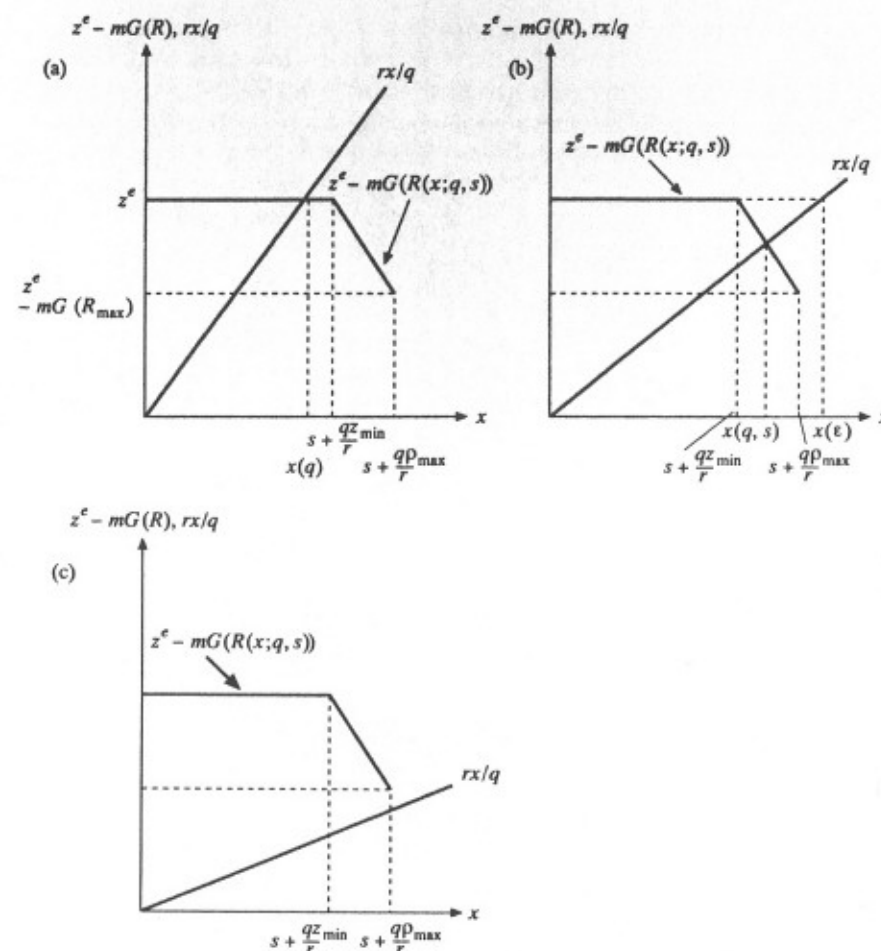 z^e – mG(R), rx/q
(a)
rx/q
z^e – mG(R(x;q,s))
z^e
z^e – mG (R_max)
x
s + qz_min/r
x(q)
s + qρ_max/r
z^e – mG(R), rx/q
(b)
z^e – mG(R(x;q,s))
rx/q
x(q,s)
x(ε)
s + qz_min/r
s + qρ_max/r
z^e – mG(R), rx/q
(c)
z^e – mG(R(x;q,s))
rx/q
x
s + qz_min/r
s + qρ_max/r